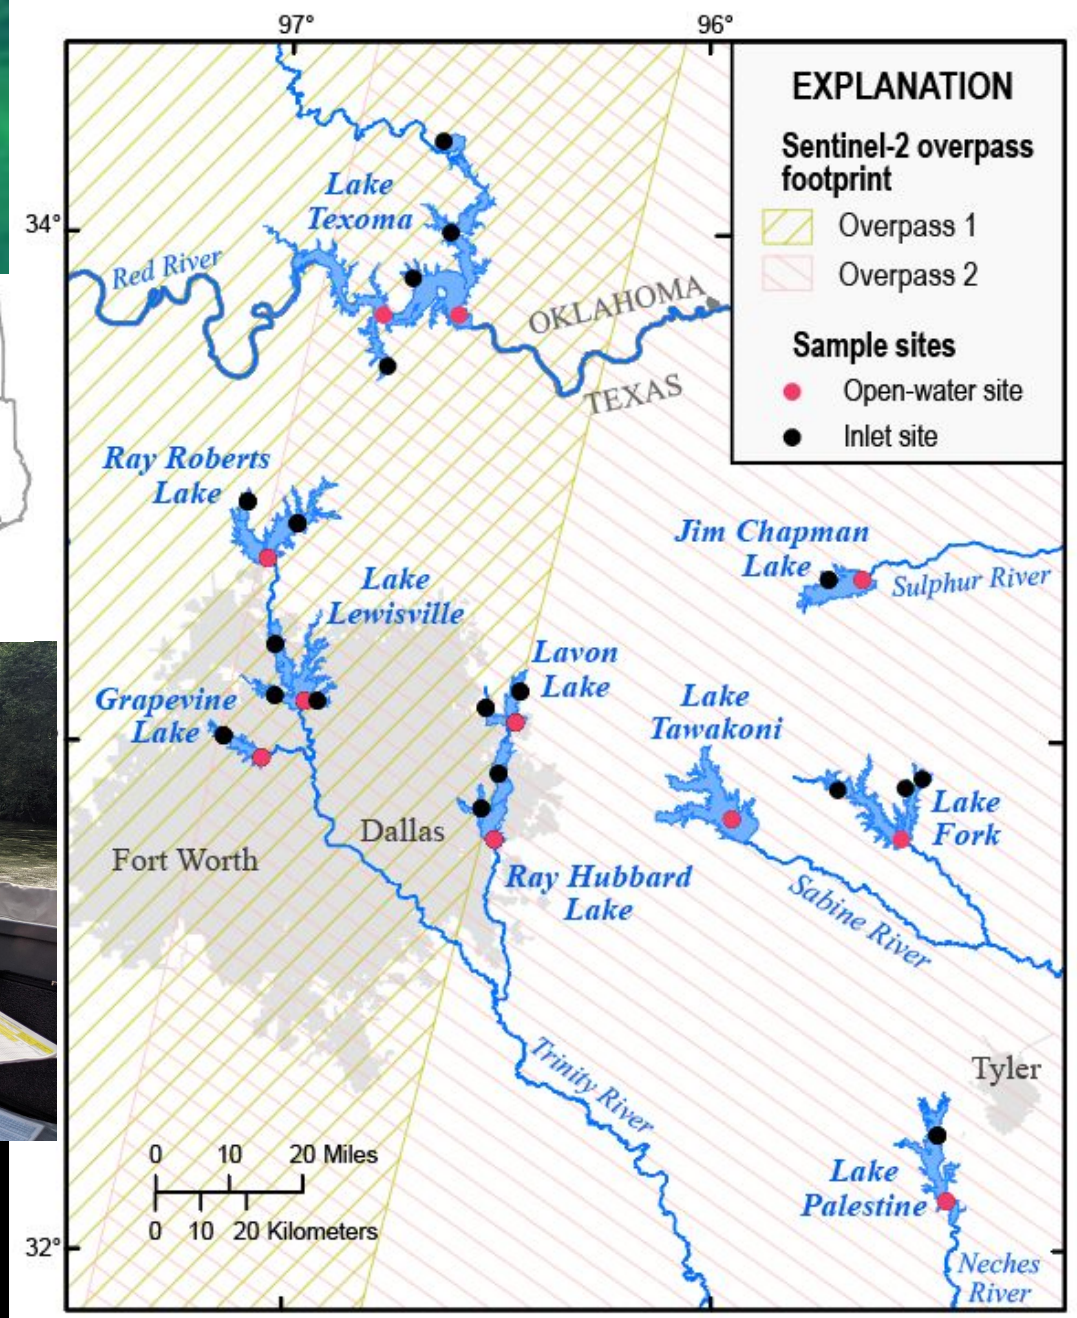 97°
96°
EXPLANATION
Sentinel-2 overpass
footprint
Overpass 1
Overpass 2
Sample sites
Open-water site
Inlet site
34°
Lake
Texoma
Red River
OKLAHOMA
TEXAS
Ray Roberts
Lake
Jim Chapman
Lake
Sulphur River
Lake
Lewisville
Lavon
Lake
Grapevine
Lake
Lake
Tawakoni
Lake
Fork
Dallas
Fort Worth
Ray Hubbard
Lake
Sabine River
Trinity River
Tyler
0 10 20 Miles
0 10 20 Kilometers
Lake
Palestine
32°
Neches
River